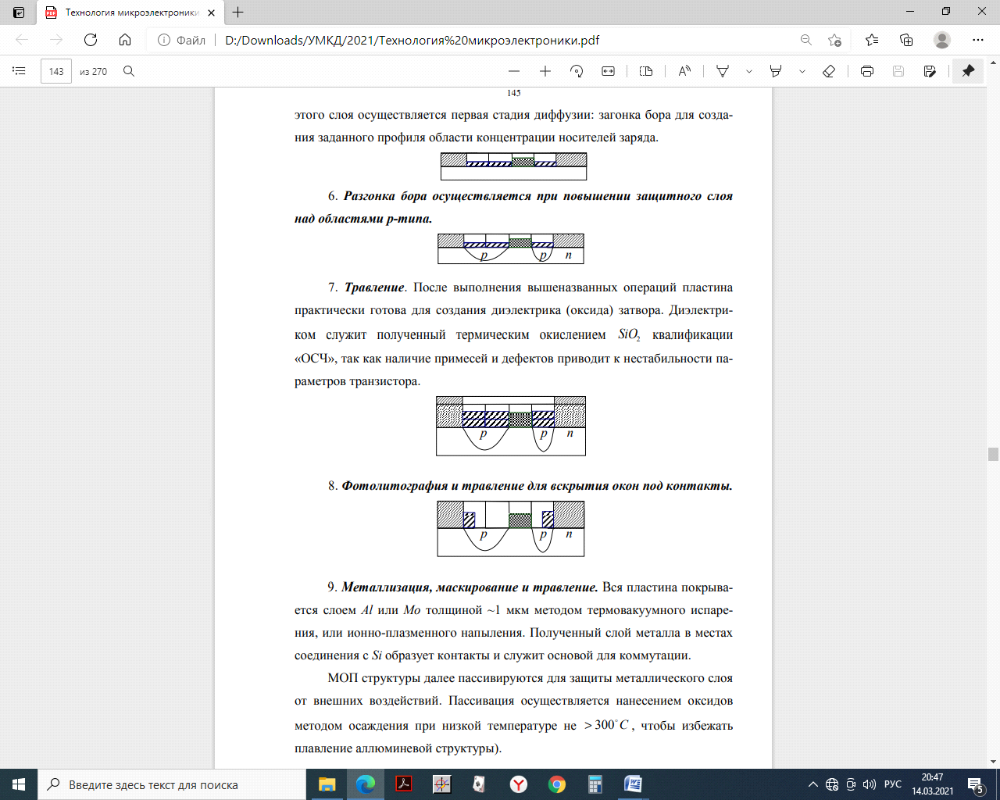 Технология микроэлектроники
Файл
D:/Downloads/УМКД/2021/Технология%20микроэлектроники.pdf
143 из 270
145
этого слоя осуществляется первая стадия диффузии: загонка бора для созда-
ния заданного профиля области концентрации носителей заряда.
6. Разгонка бора осуществляется при повышении защитного слоя
над областями p-типа.
p p n
7. Травление. После выполнения вышеназванных операций пластина
практически готова для создания диэлектрика (оксида) затвора. Диэлектри-
ком служит полученный термическим окислением SiO₂ квалификации
«ОСЧ», так как наличие примесей и дефектов приводит к нестабильности па-
раметров транзистора.
p p n
8. Фотолитография и травление для вскрытия окон под контакты.
p p n
9. Металлизация, маскирование и травление. Вся пластина покрыва-
ется слоем Al или Mo толщиной ~1 мкм методом термовакуумного испаре-
ния, или ионно-плазменного напыления. Полученный слой металла в местах
соединения с Si образует контакты и служит основой для коммутации.
МОП структуры далее пассивируются для защиты металлического слоя
от внешних воздействий. Пассивация осуществляется нанесением оксидов
методом осаждения при низкой температуре не >300°C, чтобы избежать
плавление аллюминевой структуры).
Введите здесь текст для поиска
РУС
20:47
14.03.2021
5